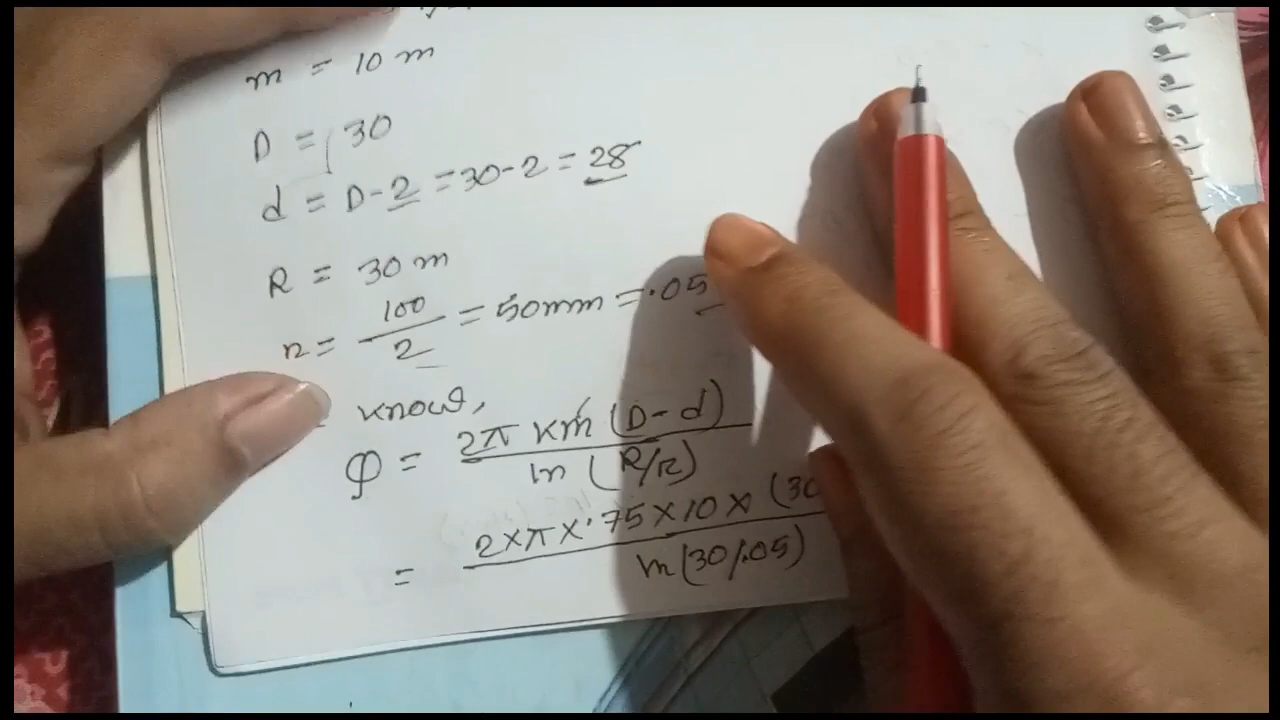 m = 10 m
D = 30
d = D-2 = 30-2 = 28
R = 30 m
r = 100/2 = 50mm = .05
know,
φ = 2π km (D-d) / ln (R/r)
= 2×π×.75×10× (30 / ln(30/.05)